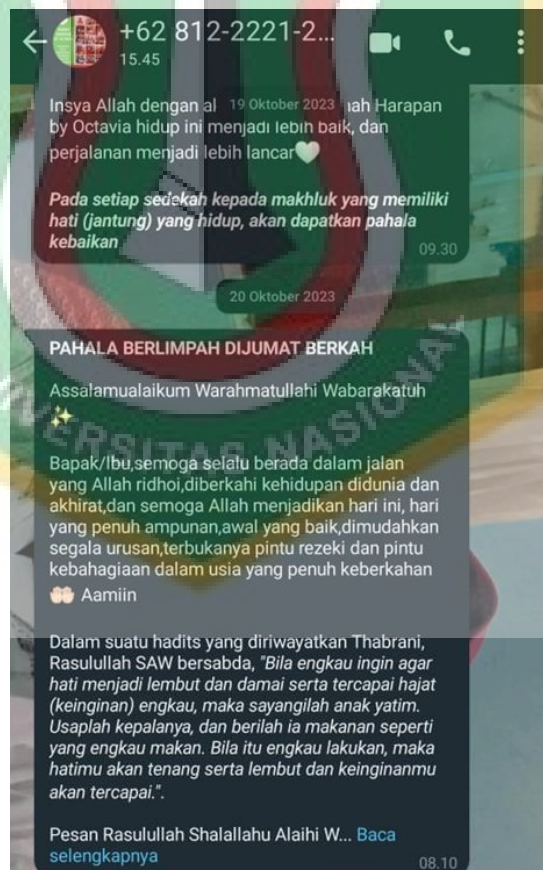 +62 812-2221-2...
15.45
Insya Allah dengan al
19 Oktober 2023
ah Harapan
by Octavia hidup ini menjadi lebih baik, dan
perjalanan menjadi lebih lancar🤍
Pada setiap sedekah kepada makhluk yang memiliki
hati (jantung) yang hidup, akan dapatkan pahala
kebaikan
09.30
20 Oktober 2023
PAHALA BERLIMPAH DIJUMAT BERKAH
Assalamualaikum Warahmatullahi Wabarakatuh
✨
Bapak/Ibu,semoga selalu berada dalam jalan
yang Allah ridhoi,diberkahi kehidupan didunia dan
akhirat,dan semoga Allah menjadikan hari ini, hari
yang penuh ampunan,awal yang baik,dimudahkan
segala urusan,terbukanya pintu rezeki dan pintu
kebahagiaan dalam usia yang penuh keberkahan
🤲🏻 Aamiin
Dalam suatu hadits yang diriwayatkan Thabrani,
Rasulullah SAW bersabda, "Bila engkau ingin agar
hati menjadi lembut dan damai serta tercapai hajat
(keinginan) engkau, maka sayangilah anak yatim.
Usaplah kepalanya, dan berilah ia makanan seperti
yang engkau makan. Bila itu engkau lakukan, maka
hatimu akan tenang serta lembut dan keinginanmu
akan tercapai.".
Pesan Rasulullah Shalallahu Alaihi W... Baca
selengkapnya
08.10
UNIVERSITAS NASIONAL